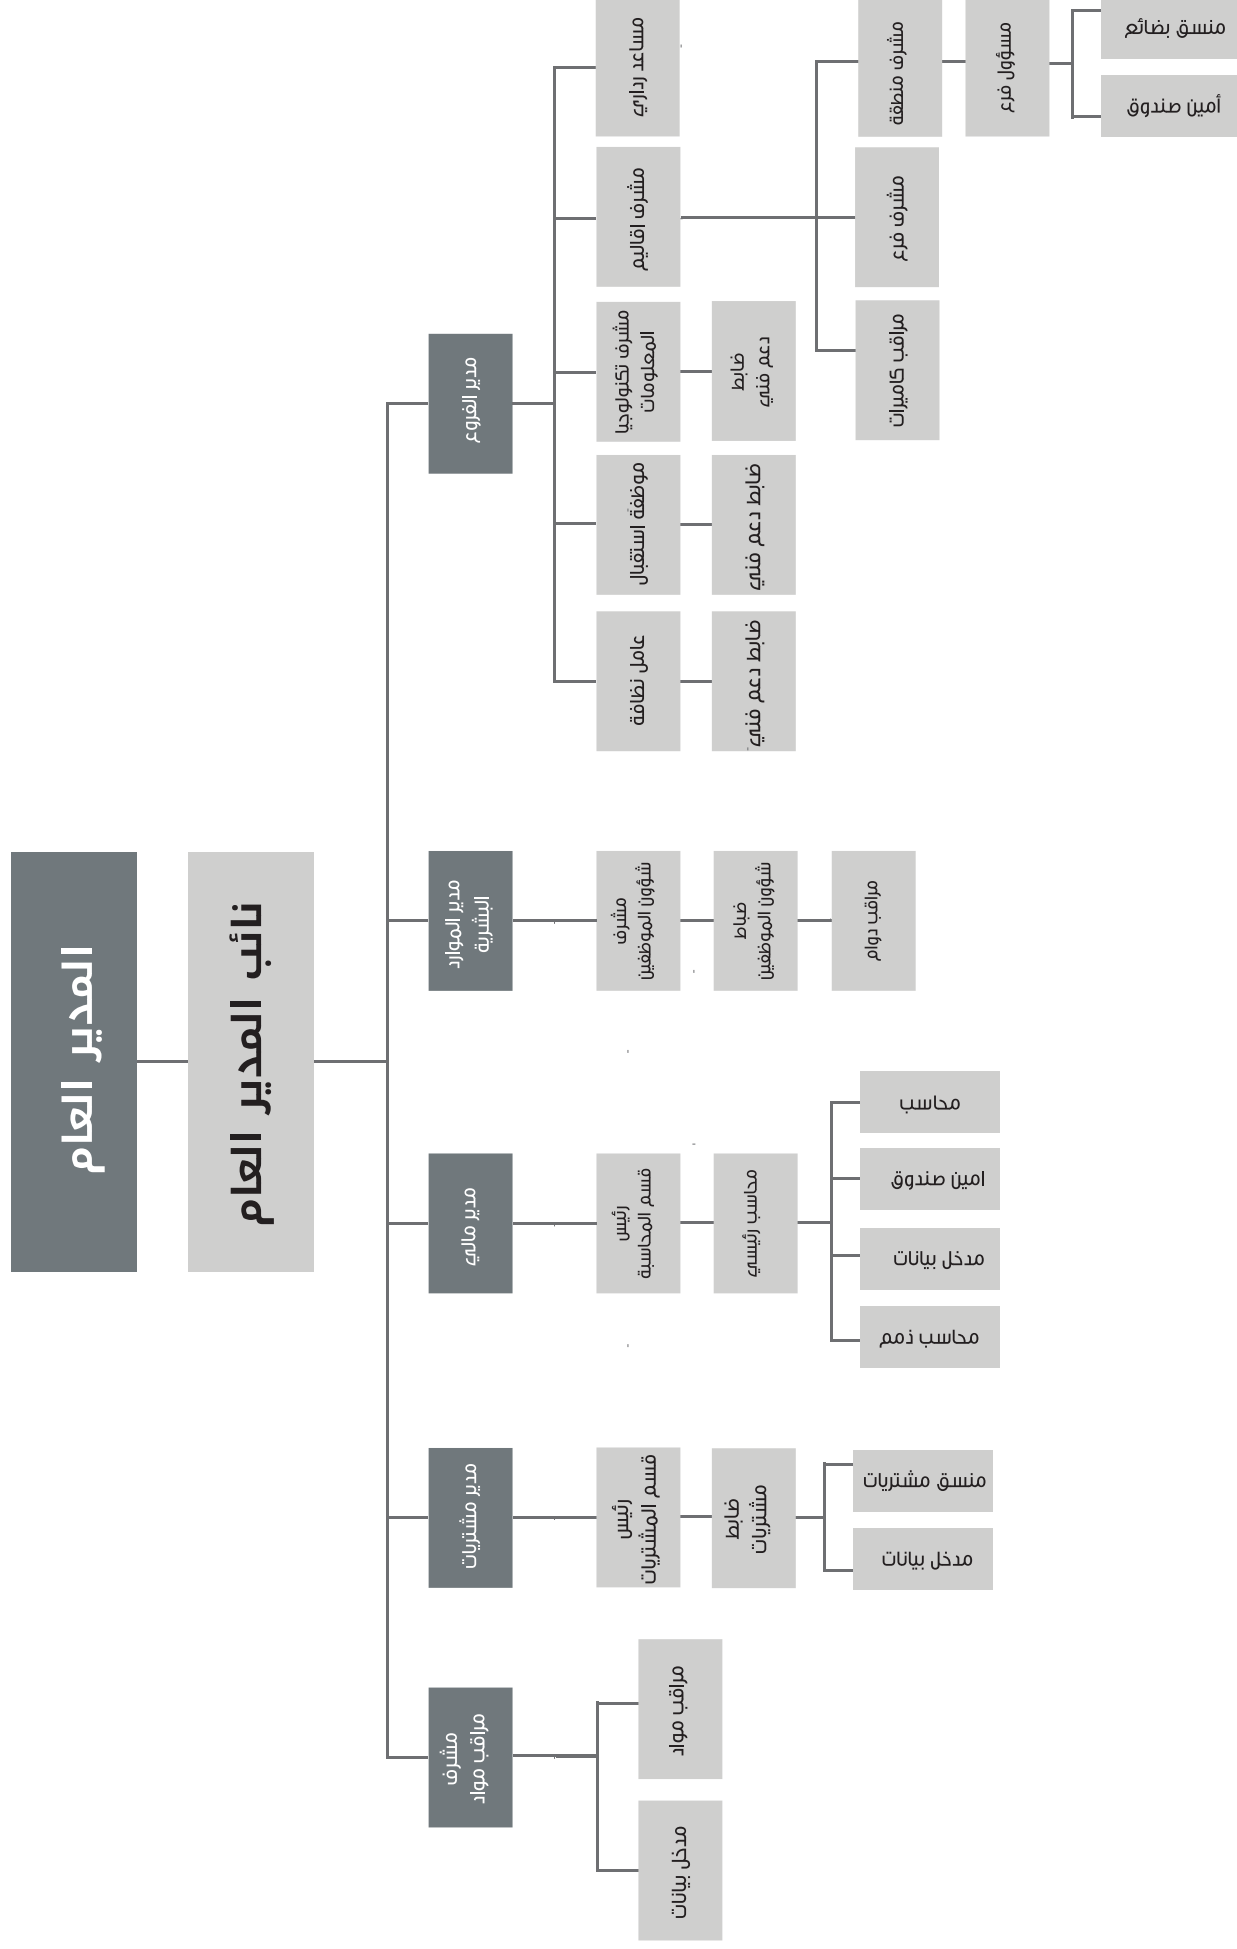 المدير العام
نائب المدير العام
مدير الفروع
مساعد رداري
مشرف اقاليم
مشرف منطقة
مسؤول فرع
منسق بضائع
أمين صندوق
مشرف فرع
مراقب كاميرات
مشرف تكنولوجيا
المعلومات
ضابط
دعم فني
موظفة استقبال
ضابط دعم فني
عامل نظافة
ضابط دعم فني
مدير الموارد
البشرية
مشرف
شؤون الموظفين
ضباط
شؤون الموظفين
مراقب دوام
مدير مالي
رئيس
قسم المحاسبة
محاسب رئيسي
محاسب
امين صندوق
مدخل بيانات
محاسب ذمم
مدير مشتريات
رئيس
قسم المشتريات
ضابط
مشتريات
منسق مشتريات
مدخل بيانات
مشرف
مراقب مواد
مراقب مواد
مدخل بيانات